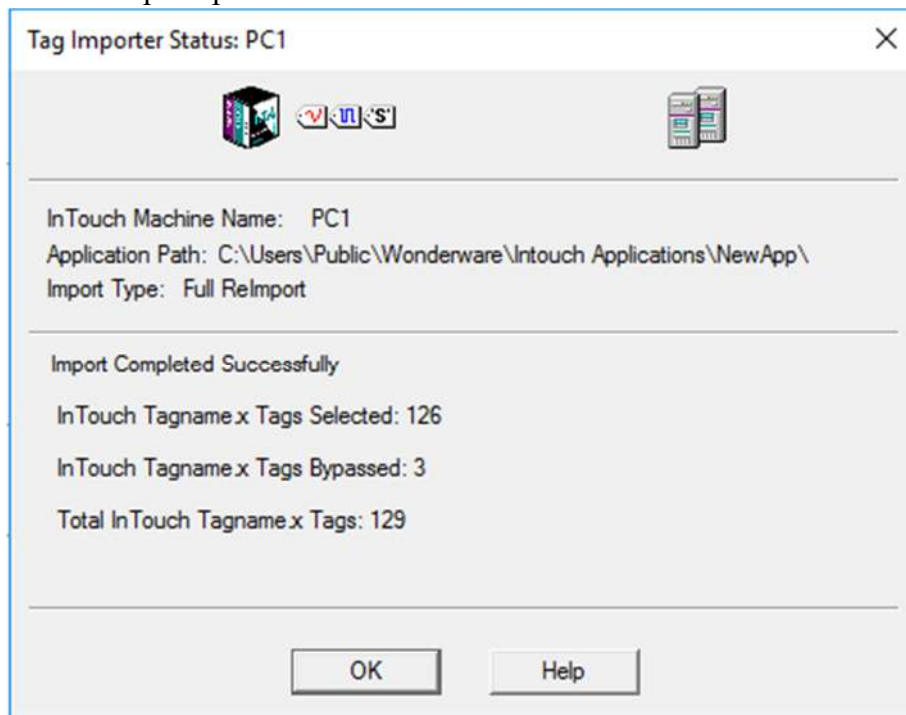 Tag Importer Status: PC1
'S'
InTouch Machine Name: PC1
Application Path: C:\Users\Public\Wonderware\Intouch Applications\NewApp\
Import Type: Full ReImport
Import Completed Successfully
InTouch Tagname.x Tags Selected: 126
InTouch Tagname.x Tags Bypassed: 3
Total InTouch Tagname.x Tags: 129
OK Help